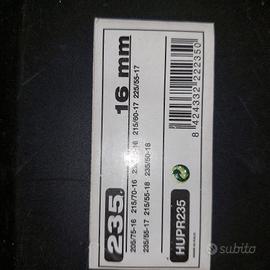 235
16 mm
205/75-16 215/70-16 215/60-17 225/55-17
235/55-17 215/55-18 235/50-18
HUPR235
8 424332 222350
subito